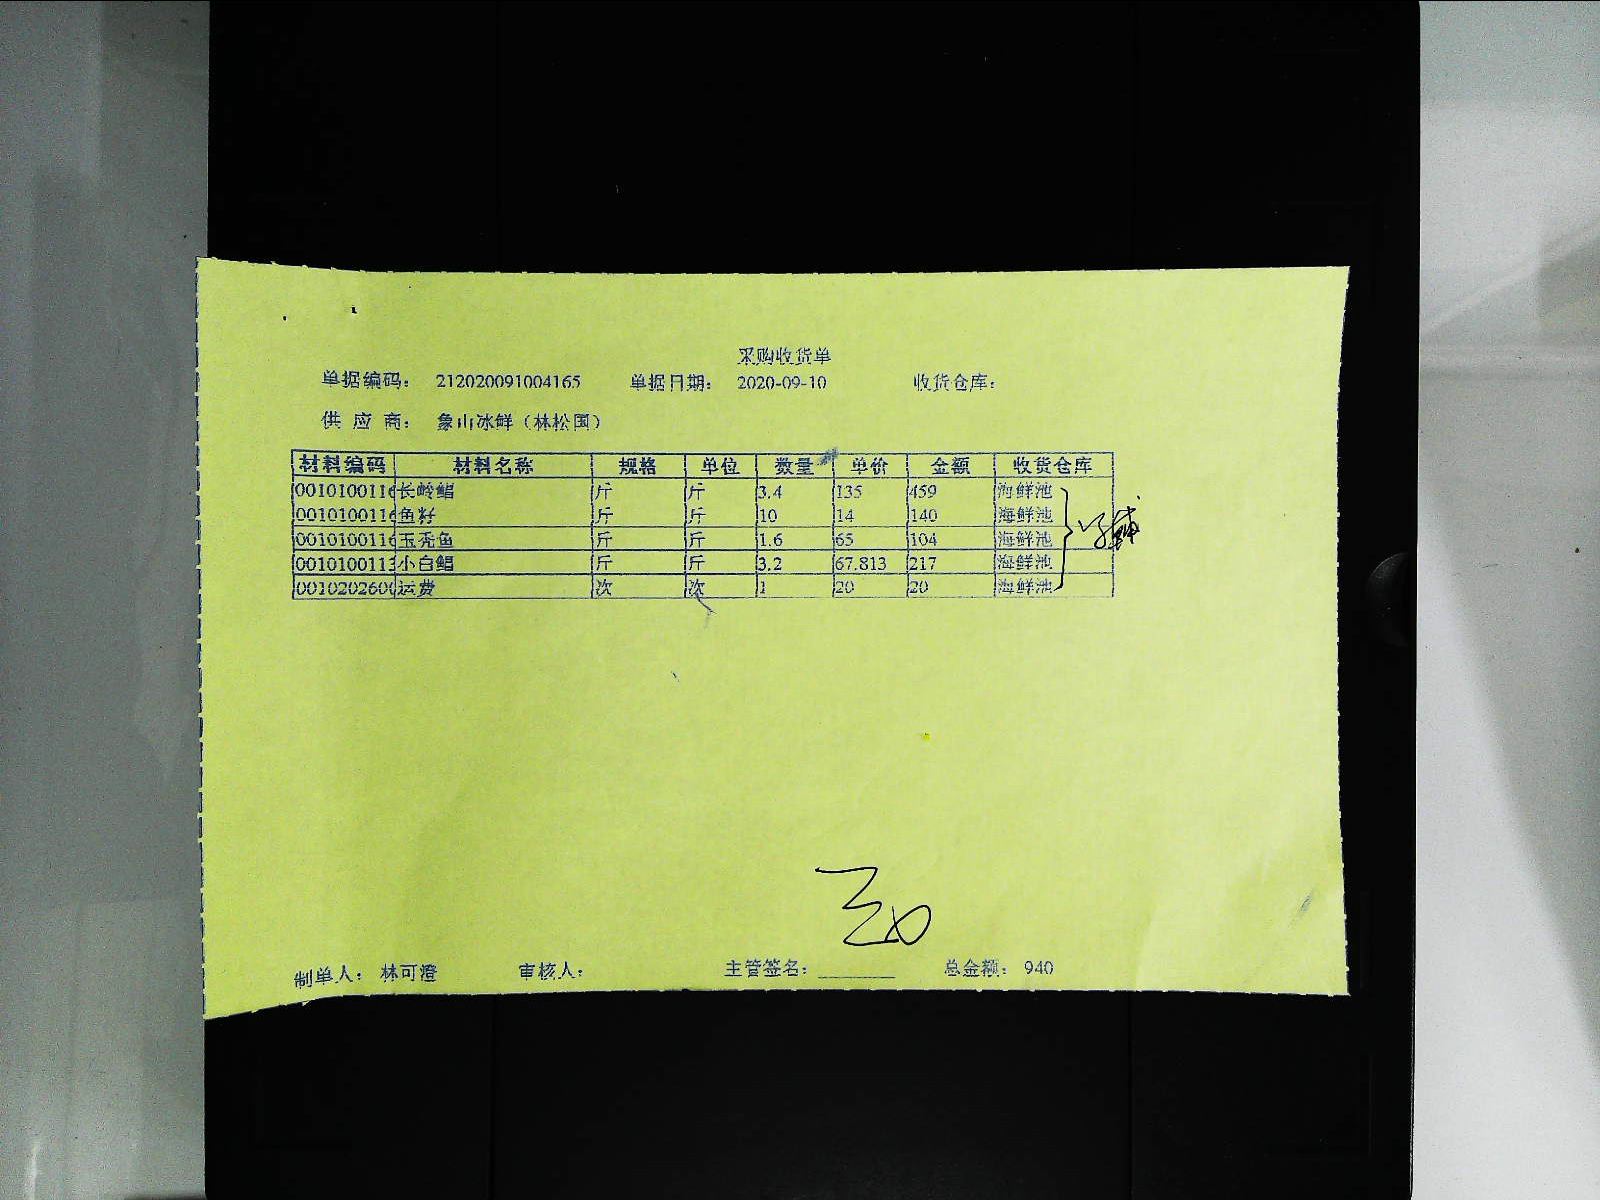 采购收货单
单据编码： 212020091004165 单据日期： 2020-09-10 收货仓库：
供 应 商： 象山冰鲜（林松国）
材料编码 材料名称 规格 单位 数量 单价 金额 收货仓库
001010011 长岭鲳 斤 斤 3.4 135 459 海鲜池
0010100116 鱼籽 斤 斤 10 14 140 海鲜池
001010011 玉秃鱼 斤 斤 1.6 65 104 海鲜池
001010011 小白鲳 斤 斤 3.2 67.813 217 海鲜池
001020260 运费 次 次 1 20 20 海鲜池
制单人： 林可澄 审核人： 主管签名： 总金额： 940